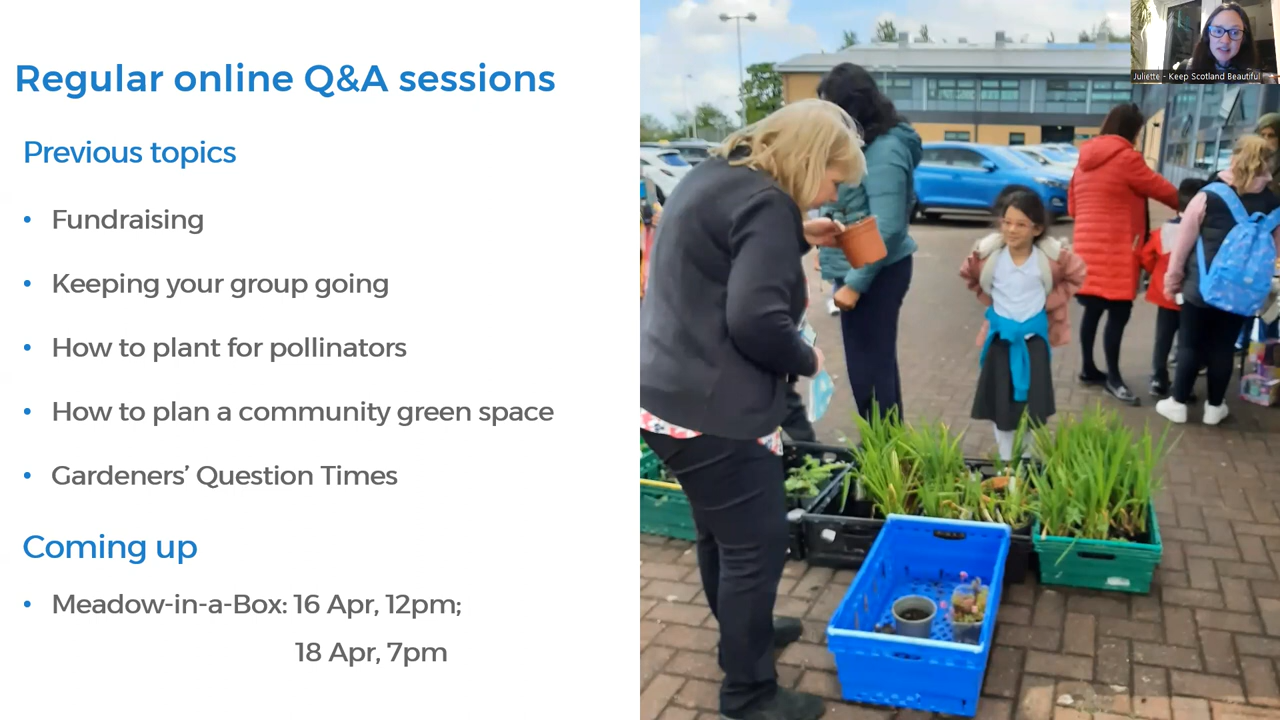 Regular online Q&A sessions
Previous topics
• Fundraising
• Keeping your group going
• How to plant for pollinators
• How to plan a community green space
• Gardeners’ Question Times
Coming up
• Meadow-in-a-Box: 16 Apr, 12pm;
18 Apr, 7pm
Juliette - Keep Scotland Beautiful